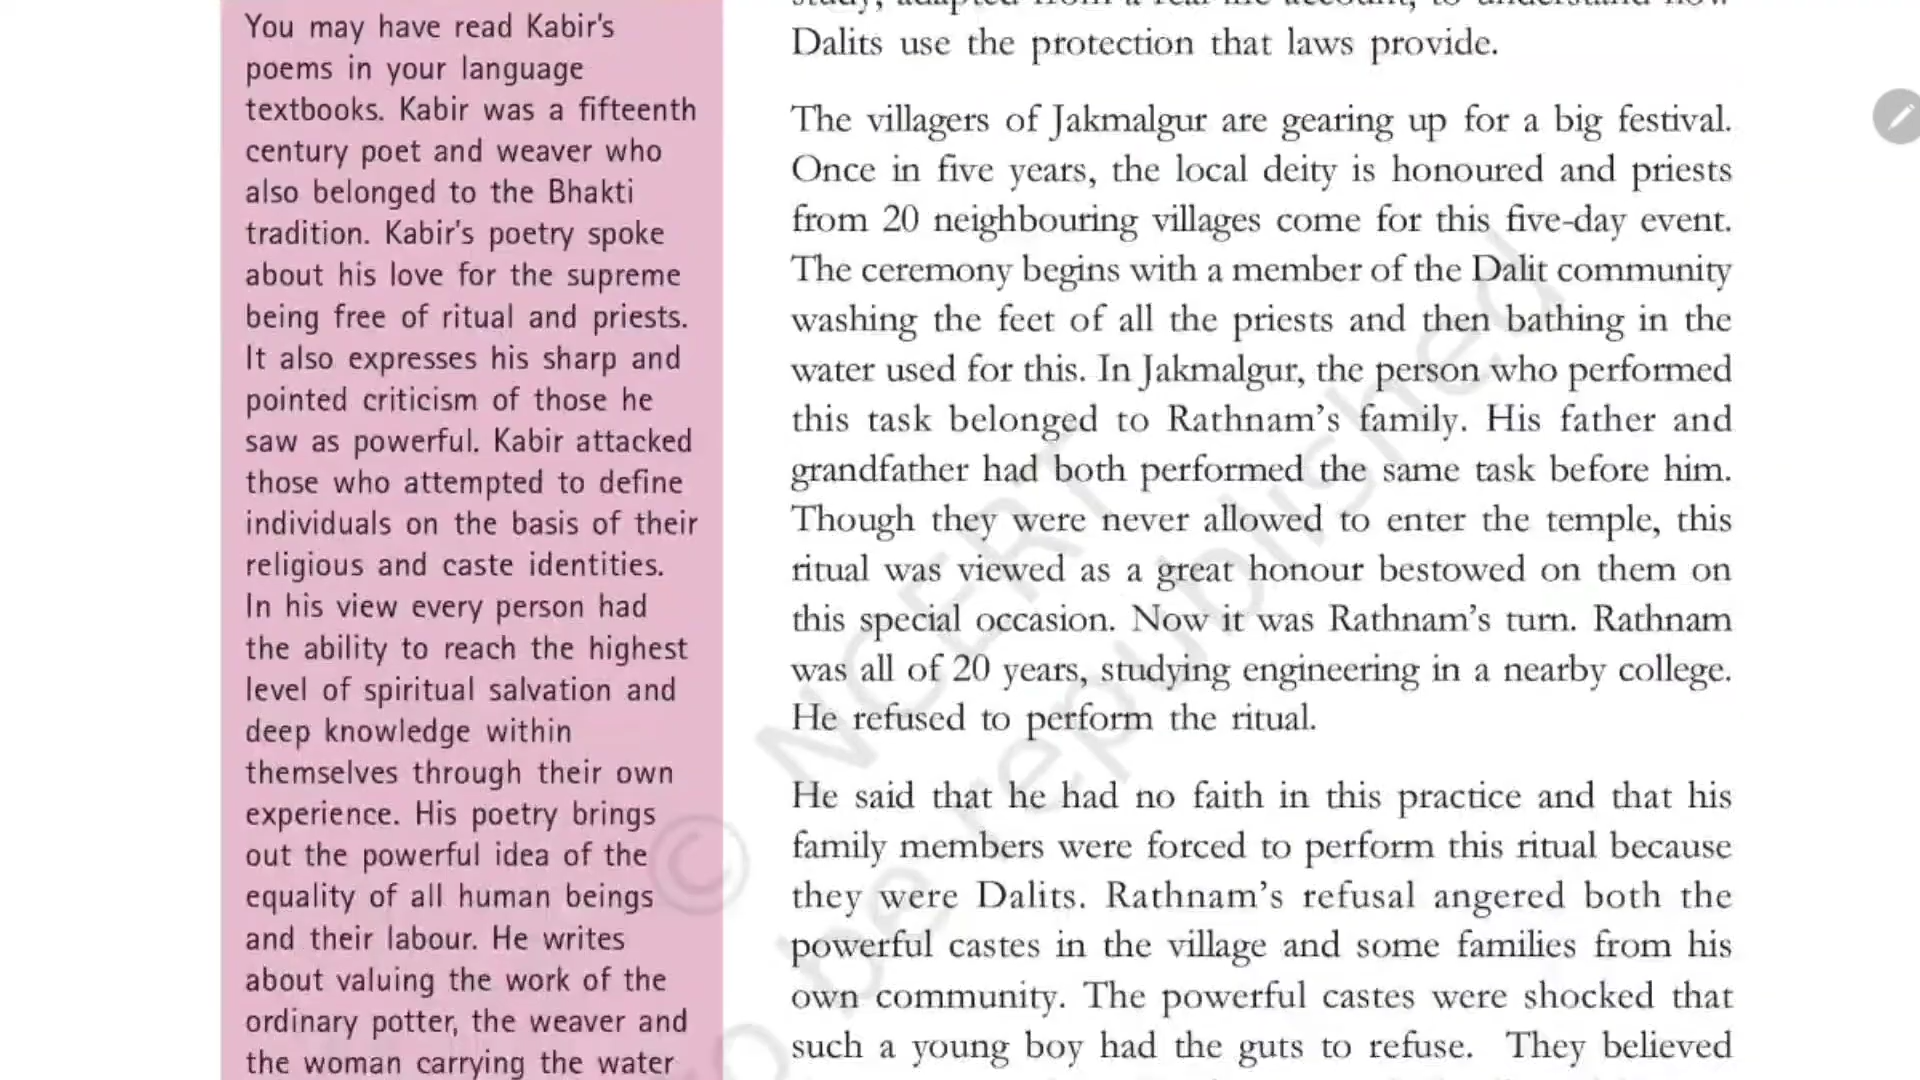 You may have read Kabir's
poems in your language
textbooks. Kabir was a fifteenth
century poet and weaver who
also belonged to the Bhakti
tradition. Kabir's poetry spoke
about his love for the supreme
being free of ritual and priests.
It also expresses his sharp and
pointed criticism of those he
saw as powerful. Kabir attacked
those who attempted to define
individuals on the basis of their
religious and caste identities.
In his view every person had
the ability to reach the highest
level of spiritual salvation and
deep knowledge within
themselves through their own
experience. His poetry brings
out the powerful idea of the
equality of all human beings
and their labour. He writes
about valuing the work of the
ordinary potter, the weaver and
the woman carrying the water
study, adapted from a real life account, to understand how
Dalits use the protection that laws provide.
The villagers of Jakmalgur are gearing up for a big festival.
Once in five years, the local deity is honoured and priests
from 20 neighbouring villages come for this five-day event.
The ceremony begins with a member of the Dalit community
washing the feet of all the priests and then bathing in the
water used for this. In Jakmalgur, the person who performed
this task belonged to Rathnam's family. His father and
grandfather had both performed the same task before him.
Though they were never allowed to enter the temple, this
ritual was viewed as a great honour bestowed on them on
this special occasion. Now it was Rathnam's turn. Rathnam
was all of 20 years, studying engineering in a nearby college.
He refused to perform the ritual.
He said that he had no faith in this practice and that his
family members were forced to perform this ritual because
they were Dalits. Rathnam's refusal angered both the
powerful castes in the village and some families from his
own community. The powerful castes were shocked that
such a young boy had the guts to refuse. They believed
© NCERT
to be republished